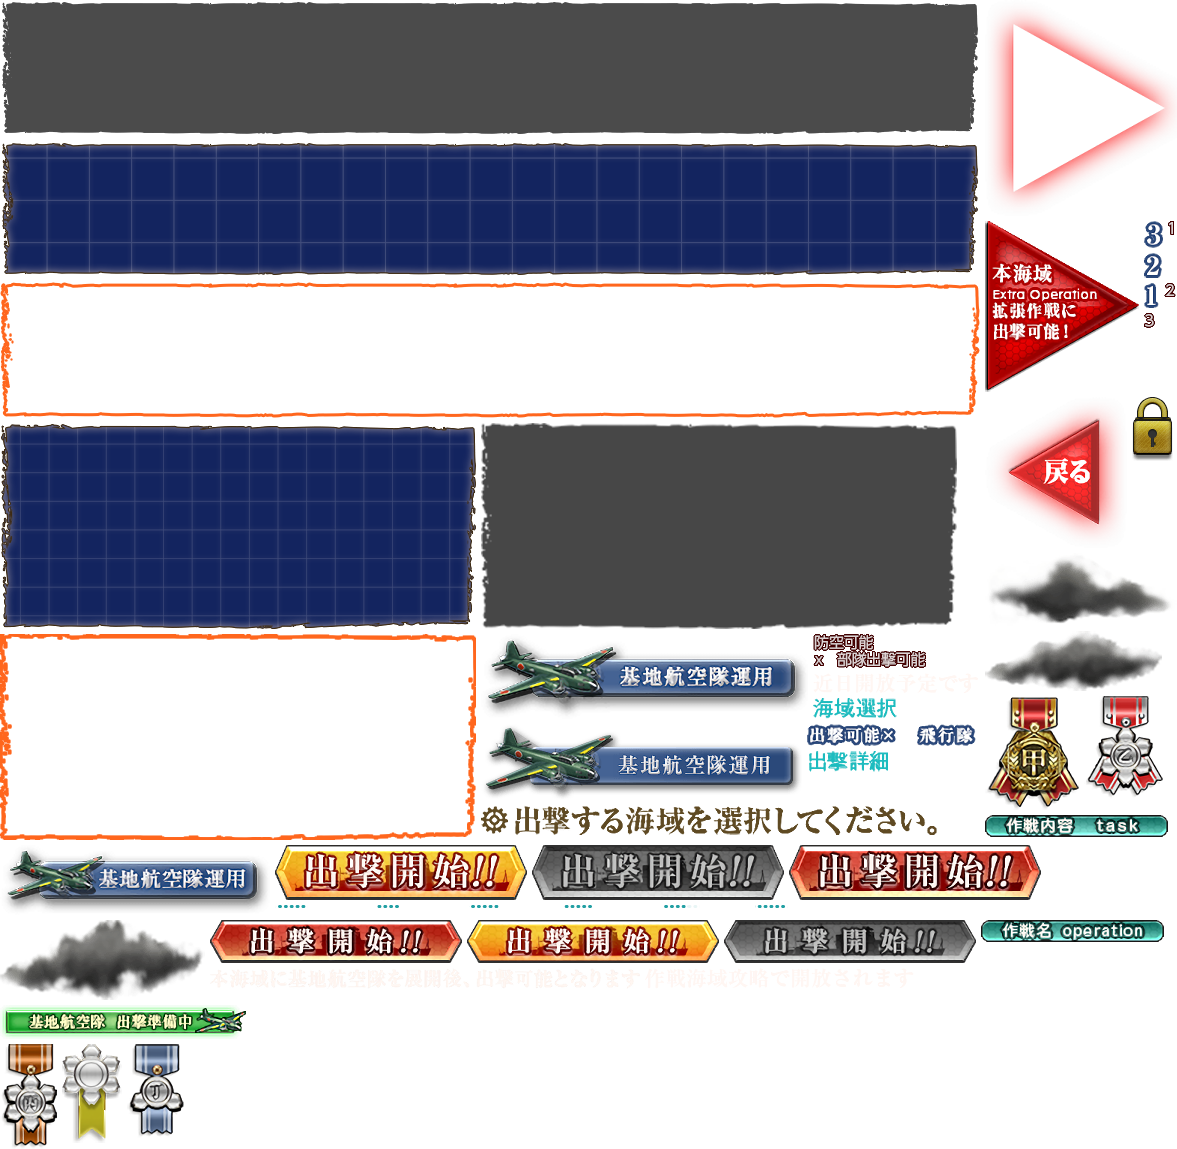 3
1
2
1
2
3
本海域
Extra Operation
拡張作戦に
出撃可能!
戻る
防空可能
x 部隊出撃可能
近日開放予定です
基地航空隊運用
海域選択
出撃可能× 飛行隊
出撃詳細
基地航空隊運用
甲
乙
出撃する海域を選択してください。
作戦内容 task
基地航空隊運用
出撃開始!!
出撃開始!!
出撃開始!!
出撃開始!!
出撃開始!!
出撃開始!!
作戦名 operation
本海域に基地航空隊を展開後、出撃可能となります
作戦海域攻略で開放されます
基地航空隊 出撃準備中
丙
丁